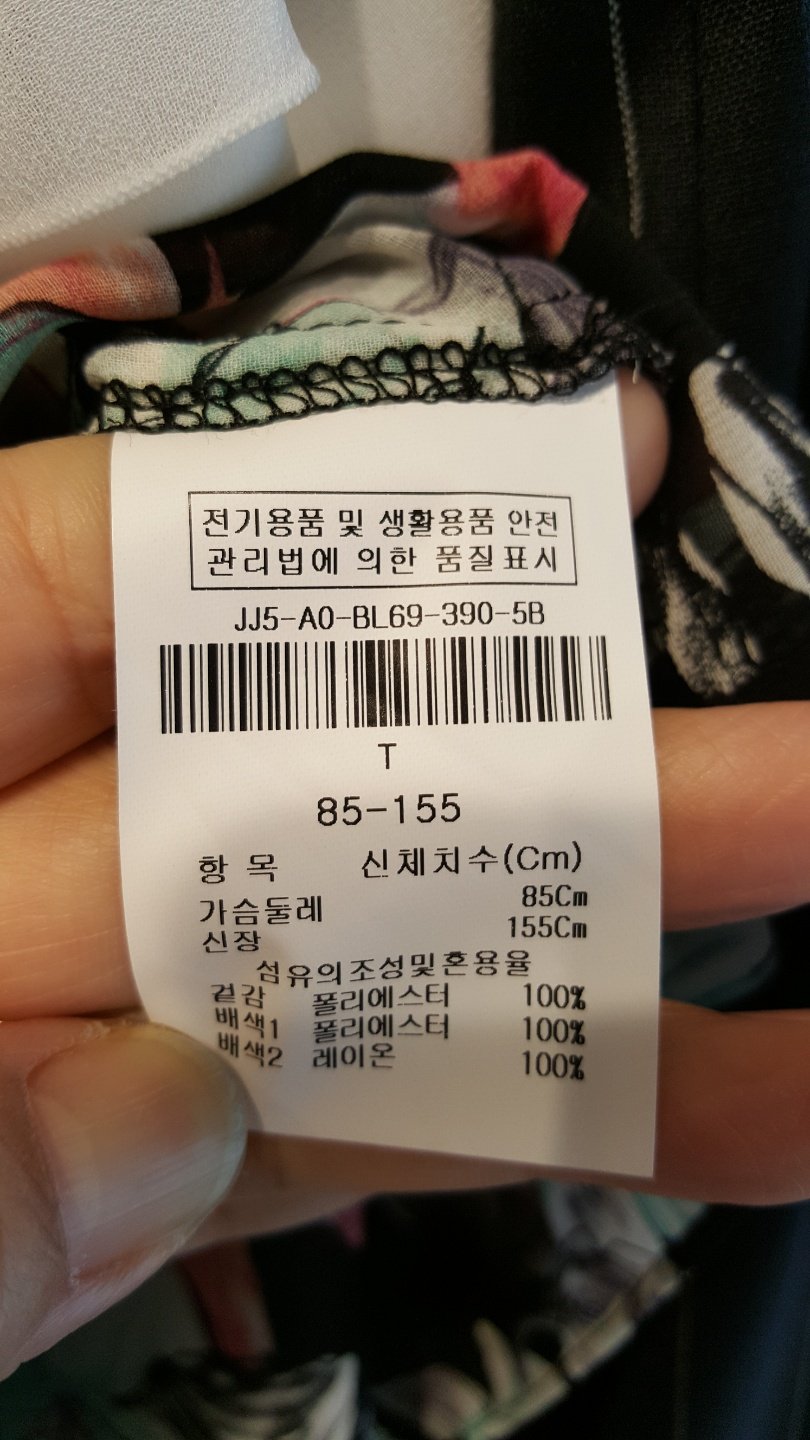 전기용품 및 생활용품 안전
관리법에 의한 품질표시
JJ5-A0-BL69-390-5B
T
85-155
항 목 신체치수(Cm)
가슴둘레 85Cm
신장 155Cm
섬유의조성및혼용율
겉감 폴리에스터 100%
배색1 폴리에스터 100%
배색2 레이온 100%